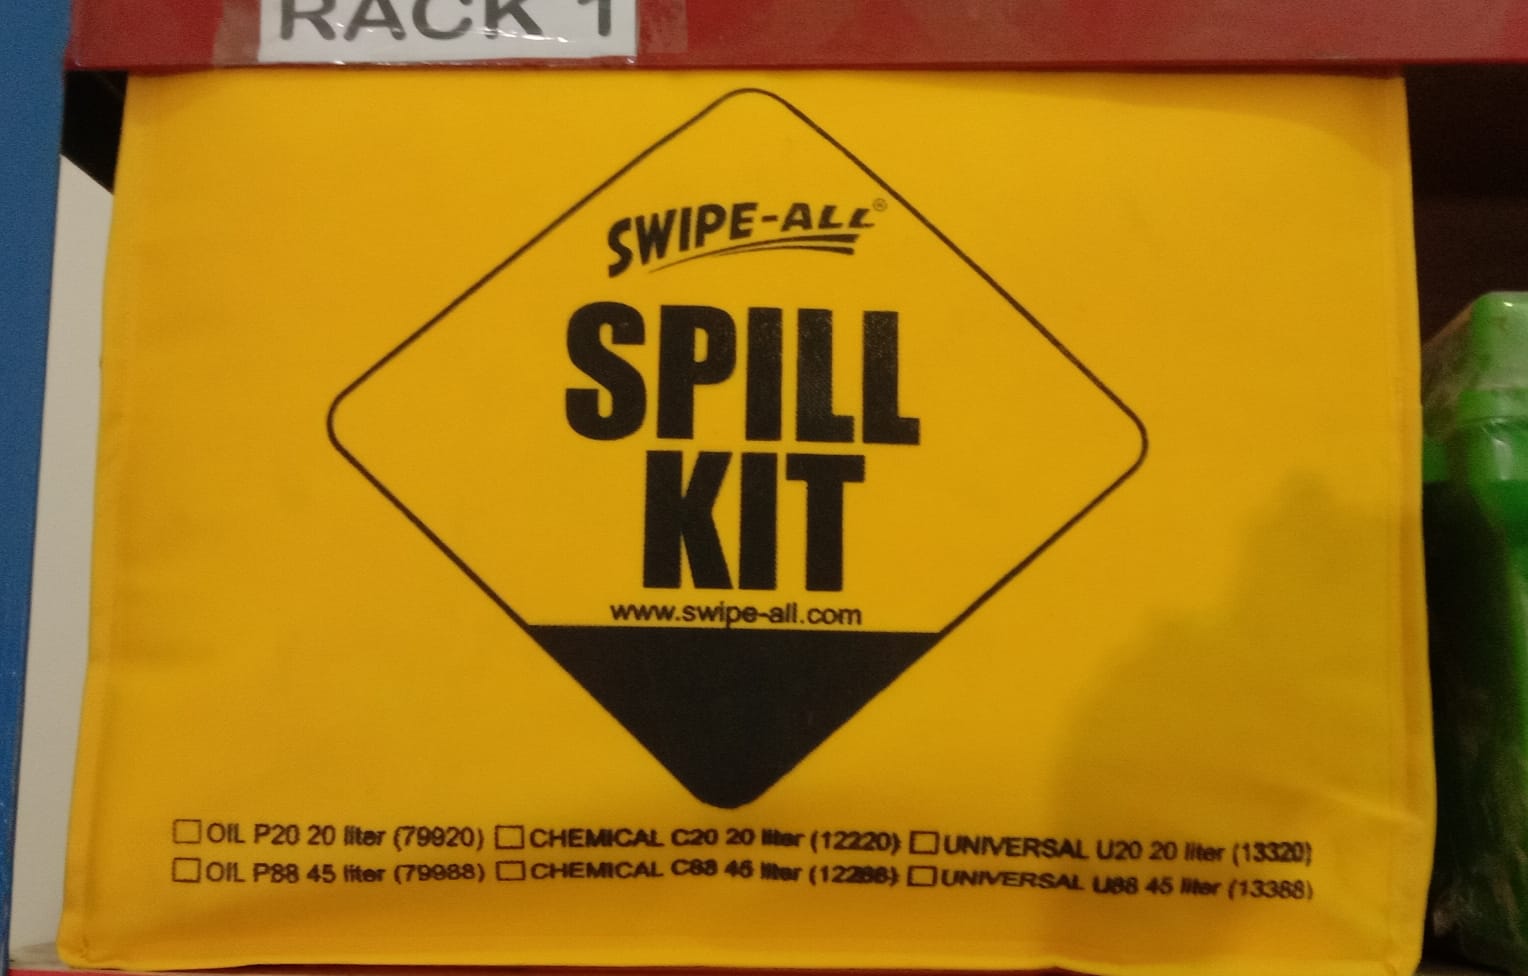 RACK 1
SWIPE-ALL®
SPILL
KIT
www.swipe-all.com
OIL P20 20 liter (79920) CHEMICAL C20 20 liter (12220) UNIVERSAL U20 20 liter (13320)
OIL P88 45 liter (79988) CHEMICAL C88 45 liter (12288) UNIVERSAL U88 45 liter (13388)